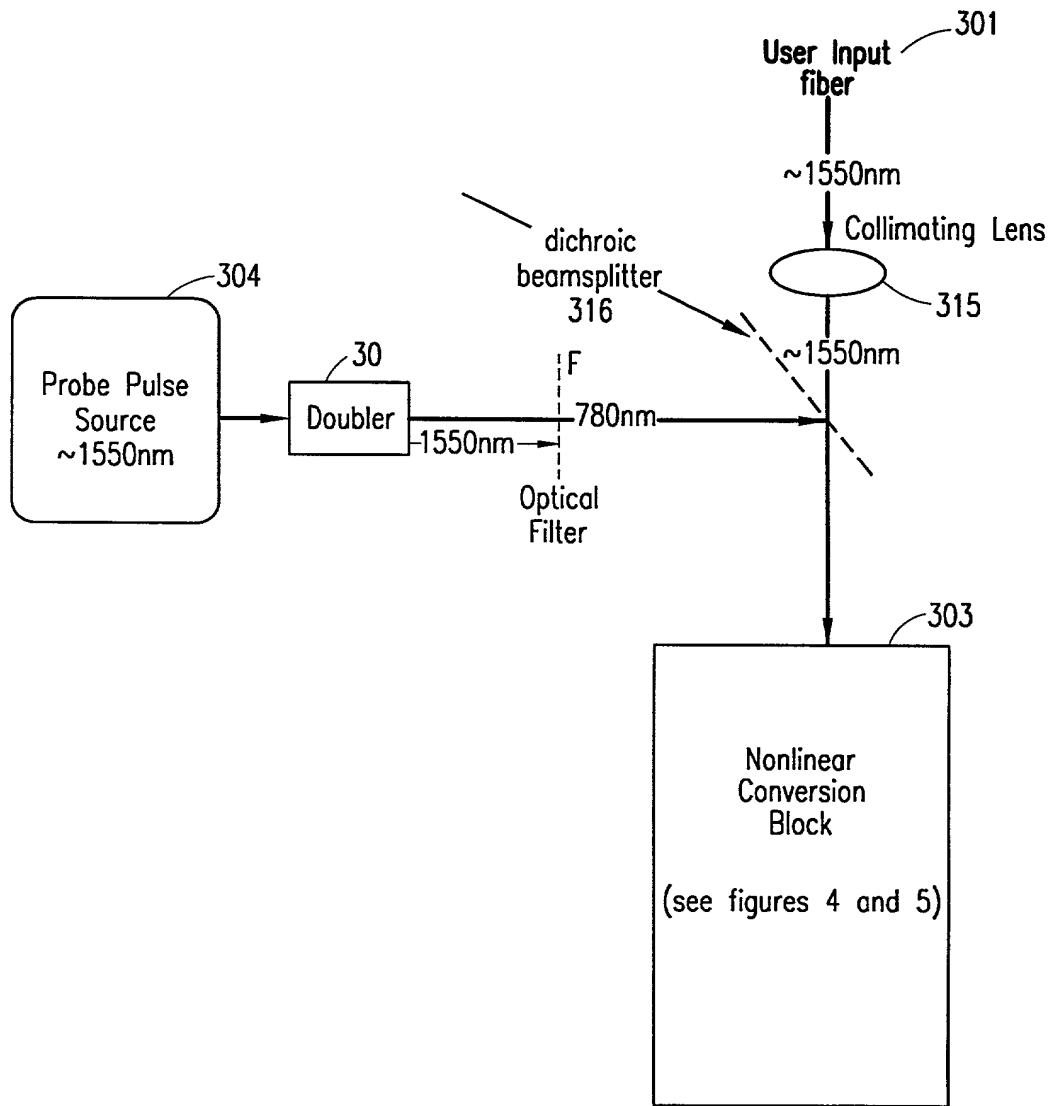 301
User Input
fiber
~1550nm
Collimating Lens
315
dichroic
beamsplitter
316
~1550nm
304
Probe Pulse
Source
~1550nm
30
Doubler
1550nm
F
780nm
Optical
Filter
303
Nonlinear
Conversion
Block
(see figures 4 and 5)